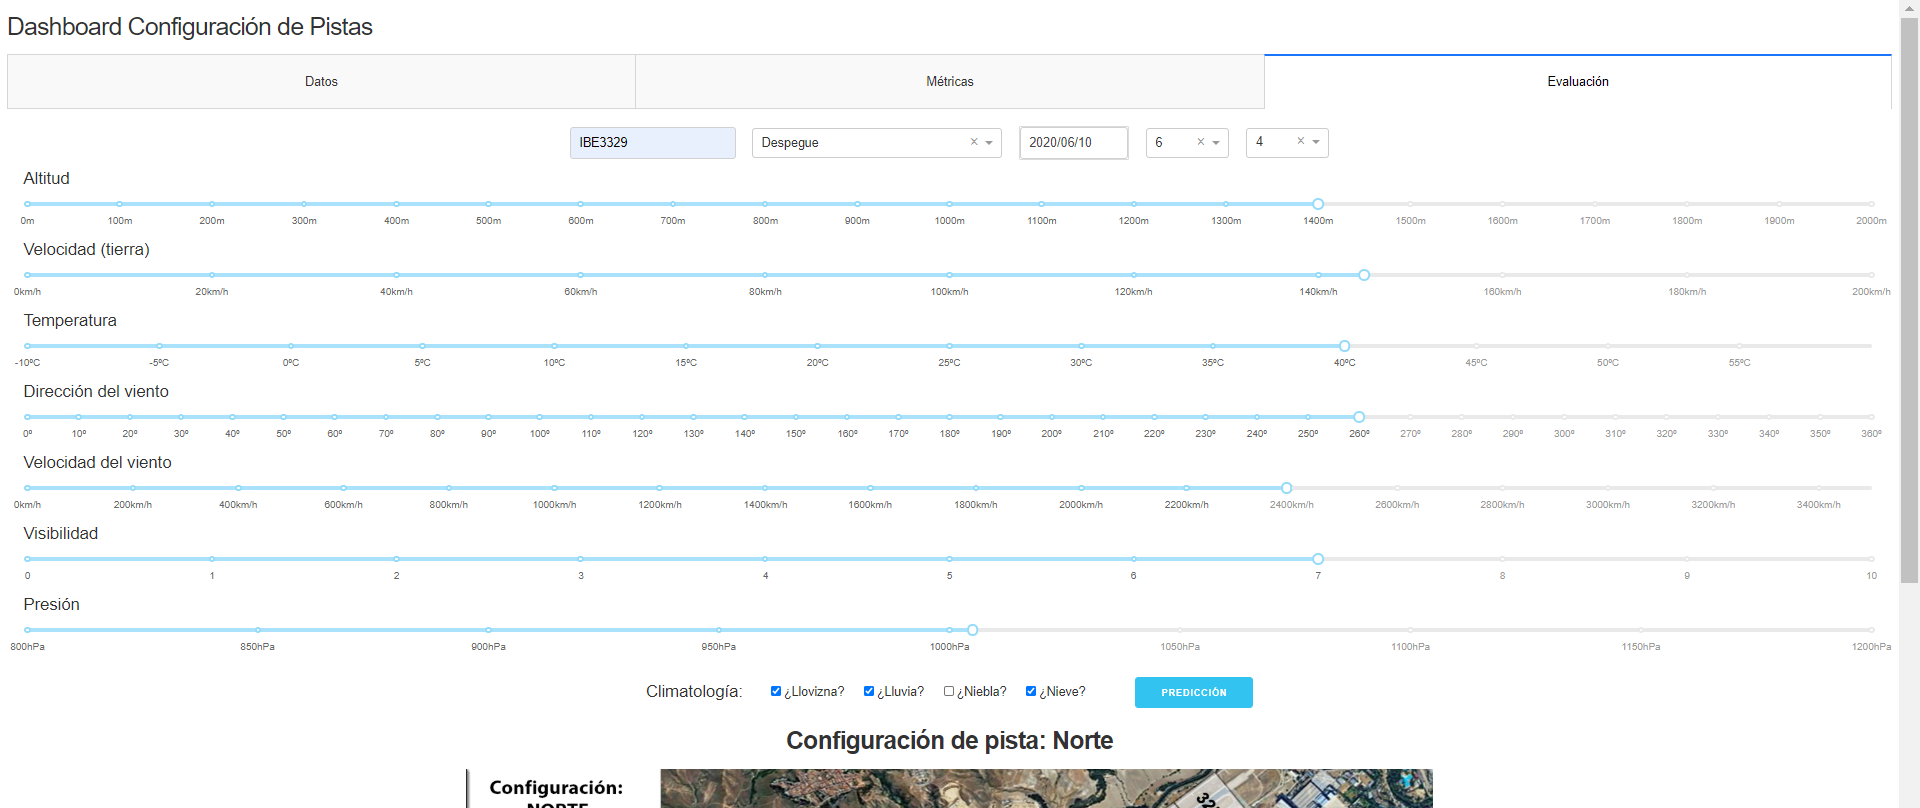 Dashboard Configuración de Pistas
Datos Métricas Evaluación
IBE3329 Despegue × 2020/06/10 6 × 4 ×
Altitud
0m 100m 200m 300m 400m 500m 600m 700m 800m 900m 1000m 1100m 1200m 1300m 1400m 1500m 1600m 1700m 1800m 1900m 2000m
Velocidad (tierra)
0km/h 20km/h 40km/h 60km/h 80km/h 100km/h 120km/h 140km/h 160km/h 180km/h 200km/h
Temperatura
-10ºC -5ºC 0ºC 5ºC 10ºC 15ºC 20ºC 25ºC 30ºC 35ºC 40ºC 45ºC 50ºC 55ºC
Dirección del viento
0º 10º 20º 30º 40º 50º 60º 70º 80º 90º 100º 110º 120º 130º 140º 150º 160º 170º 180º 190º 200º 210º 220º 230º 240º 250º 260º 270º 280º 290º 300º 310º 320º 330º 340º 350º 360º
Velocidad del viento
0km/h 200km/h 400km/h 600km/h 800km/h 1000km/h 1200km/h 1400km/h 1600km/h 1800km/h 2000km/h 2200km/h 2400km/h 2600km/h 2800km/h 3000km/h 3200km/h 3400km/h
Visibilidad
0 1 2 3 4 5 6 7 8 9 10
Presión
800hPa 850hPa 900hPa 950hPa 1000hPa 1050hPa 1100hPa 1150hPa 1200hPa
Climatología: ¿Llovizna? ¿Lluvia? ¿Niebla? ¿Nieve? PREDICCIÓN
Configuración de pista: Norte
Configuración:
NORTE